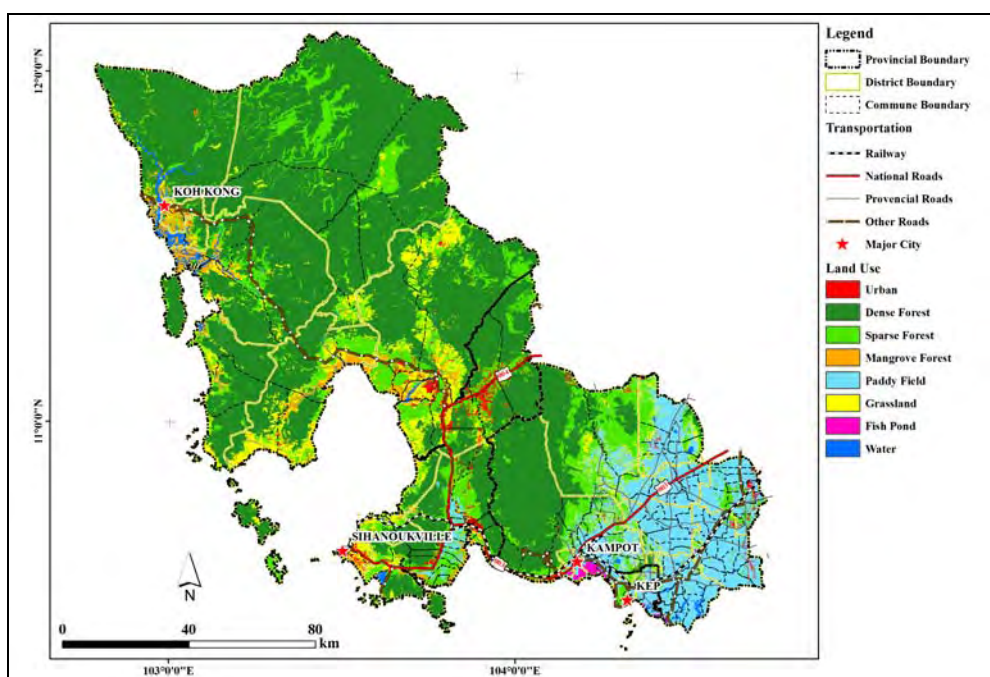 12°0'0"N
11°0'0"N
KOH KONG
SIHANOUKVILLE
KAMPOT
KEP
N
0 40 80
km
103°0'0"E
104°0'0"E
Legend
Provincial Boundary
District Boundary
Commune Boundary
Transportation
Railway
National Roads
Provencial Roads
Other Roads
Major City
Land Use
Urban
Dense Forest
Sparse Forest
Mangrove Forest
Paddy Field
Grassland
Fish Pond
Water